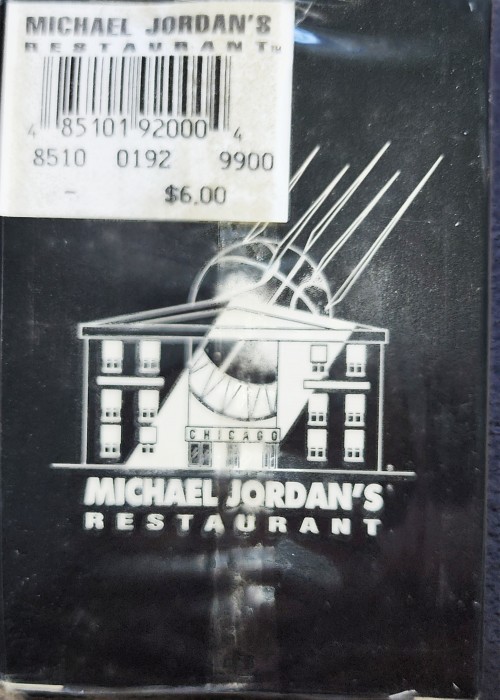 MICHAEL JORDAN'S
RESTAURANT™
4 85101 92000 4
8510 0192 9900
- $6.00
CHICAGO
MICHAEL JORDAN'S
RESTAURANT